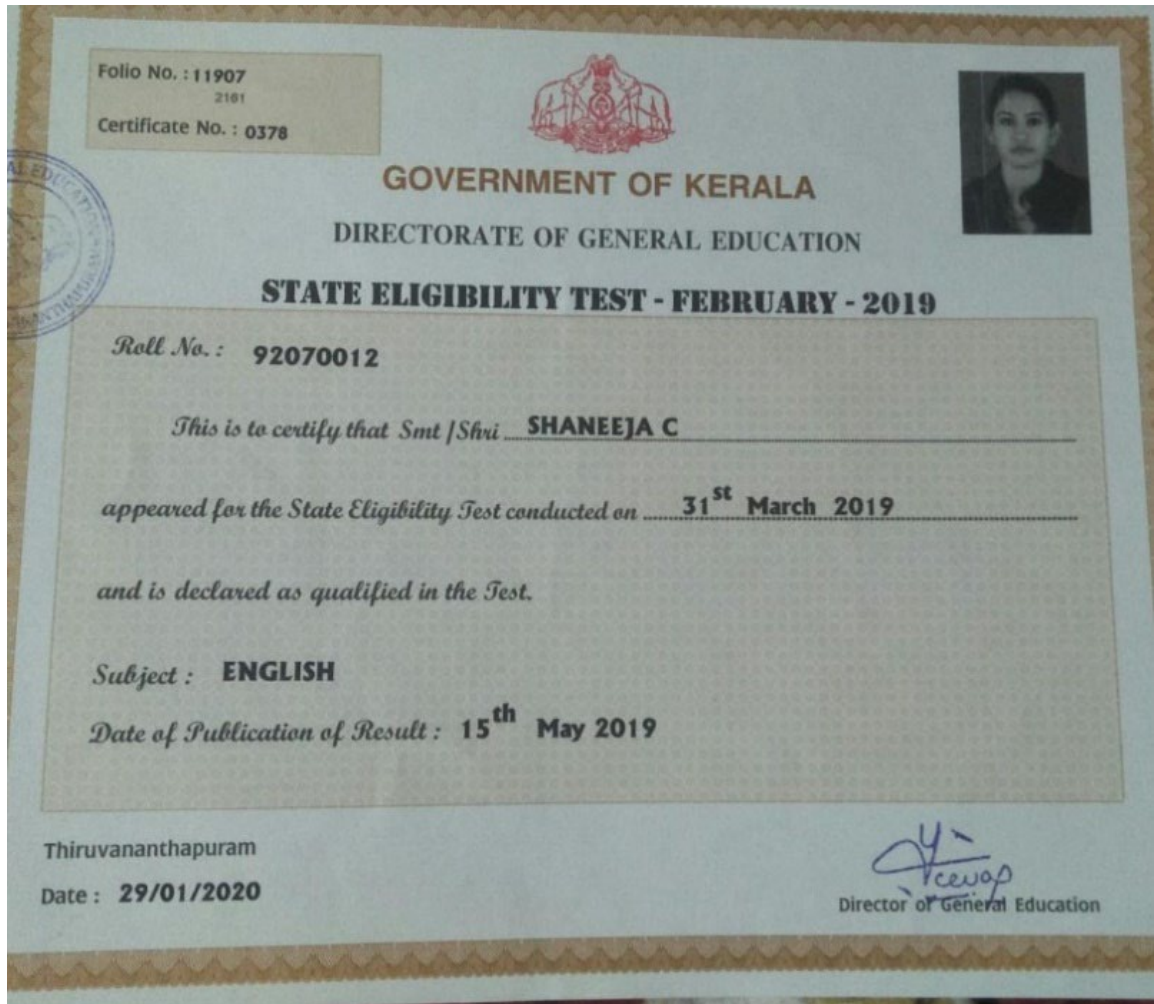 Folio No. : 11907
2161
Certificate No. : 0378
GOVERNMENT OF KERALA
DIRECTORATE OF GENERAL EDUCATION
STATE ELIGIBILITY TEST - FEBRUARY - 2019
Roll No. : 92070012
This is to certify that Smt / Shri SHANEEJA C
appeared for the State Eligibility Test conducted on 31st March 2019
and is declared as qualified in the Test.
Subject : ENGLISH
Date of Publication of Result : 15th May 2019
Thiruvananthapuram
Date : 29/01/2020
Director of General Education